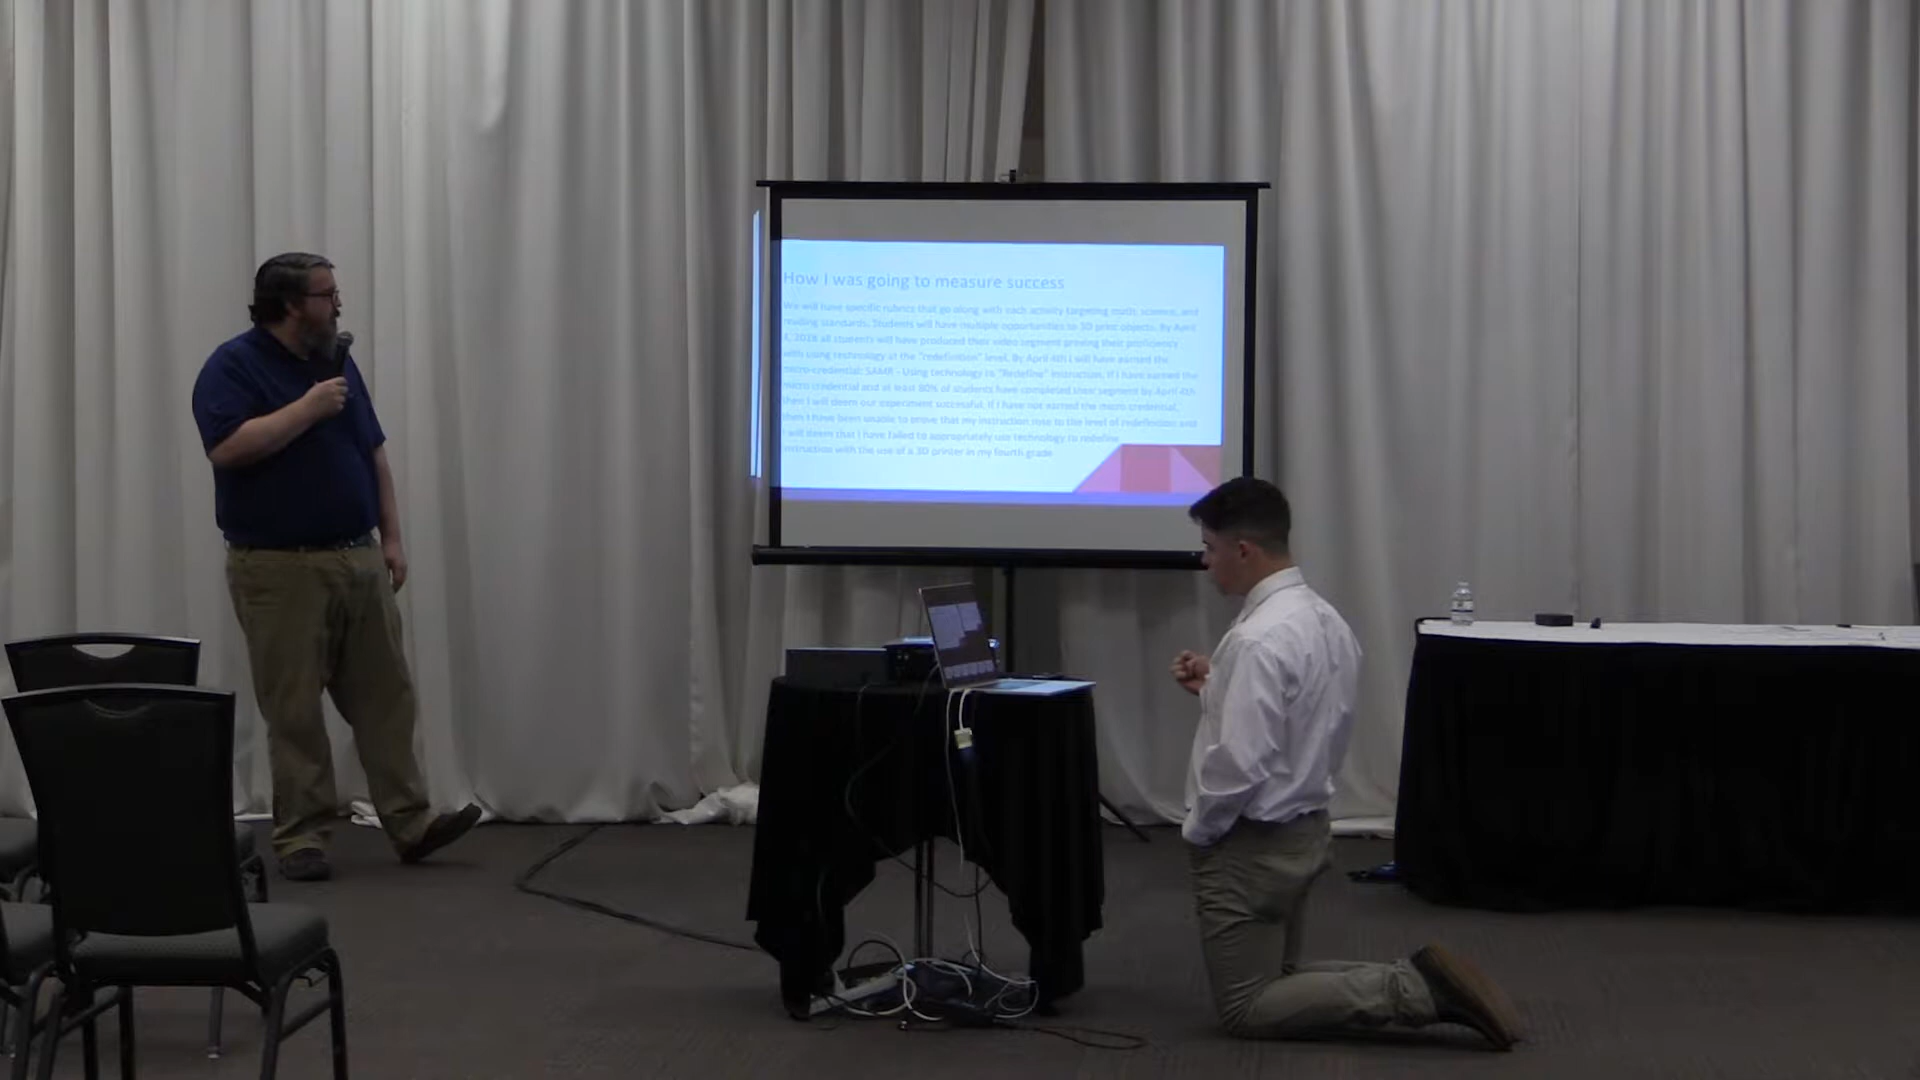 How I was going to measure success
We will have specific rubrics that go along with each activity targeting math, science, and
reading standards. Students will have multiple opportunities to 3D print objects. By April
4, 2018 all students will have produced their video segment proving their proficiency
with using technology at the "redefinition" level. By April 4th I will have earned the
micro-credential: SAMR - Using technology to "Redefine" Instruction. If I have earned the
micro credential and at least 80% of students have completed their segment by April 4th
then I will deem our experiment successful. If I have not earned the micro credential,
then I have been unable to prove that my instruction rose to the level of redefinition and
I will deem that I have failed to appropriately use technology to redefine
instruction with the use of a 3D printer in my fourth grade